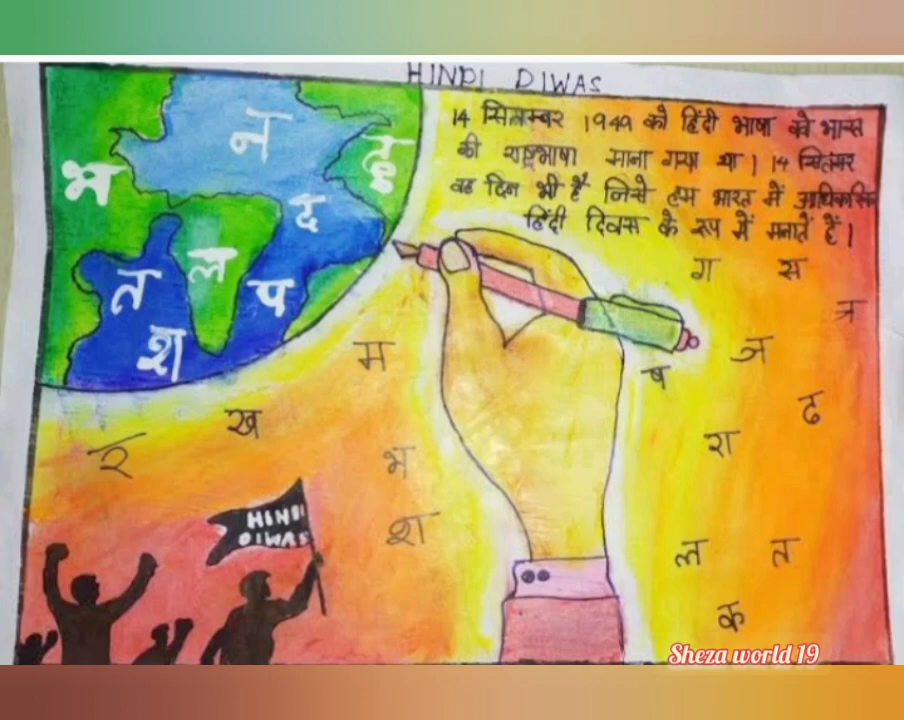 HINDI DIWAS
14 सितम्बर 1949 को हिंदी भाषा को भारत
की राष्ट्रभाषा माना गया था । 14 सितम्बर
वह दिन भी है जिसे हम भारत में आधिकारिक
हिंदी दिवस के रूप में मनातें हैं।
न
भ
ह
द
ल
त
प
श
ग स
त्र
म
अ
ष
ढ
ख
रा
भ
श
HINDI
DIWAS
क
Sheza world 19